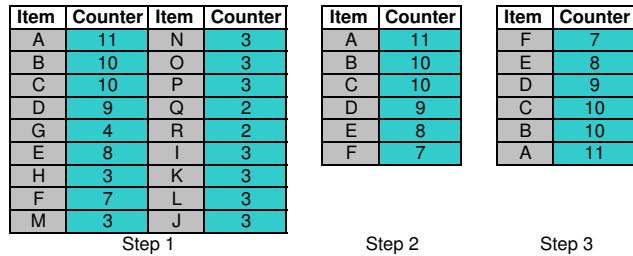 Item Counter Item Counter
A 11 N 3
B 10 O 3
C 10 P 3
D 9 Q 2
G 4 R 2
E 8 I 3
H 3 K 3
F 7 L 3
M 3 J 3
Step 1
Item Counter
A 11
B 10
C 10
D 9
E 8
F 7
Step 2
Item Counter
F 7
E 8
D 9
C 10
B 10
A 11
Step 3